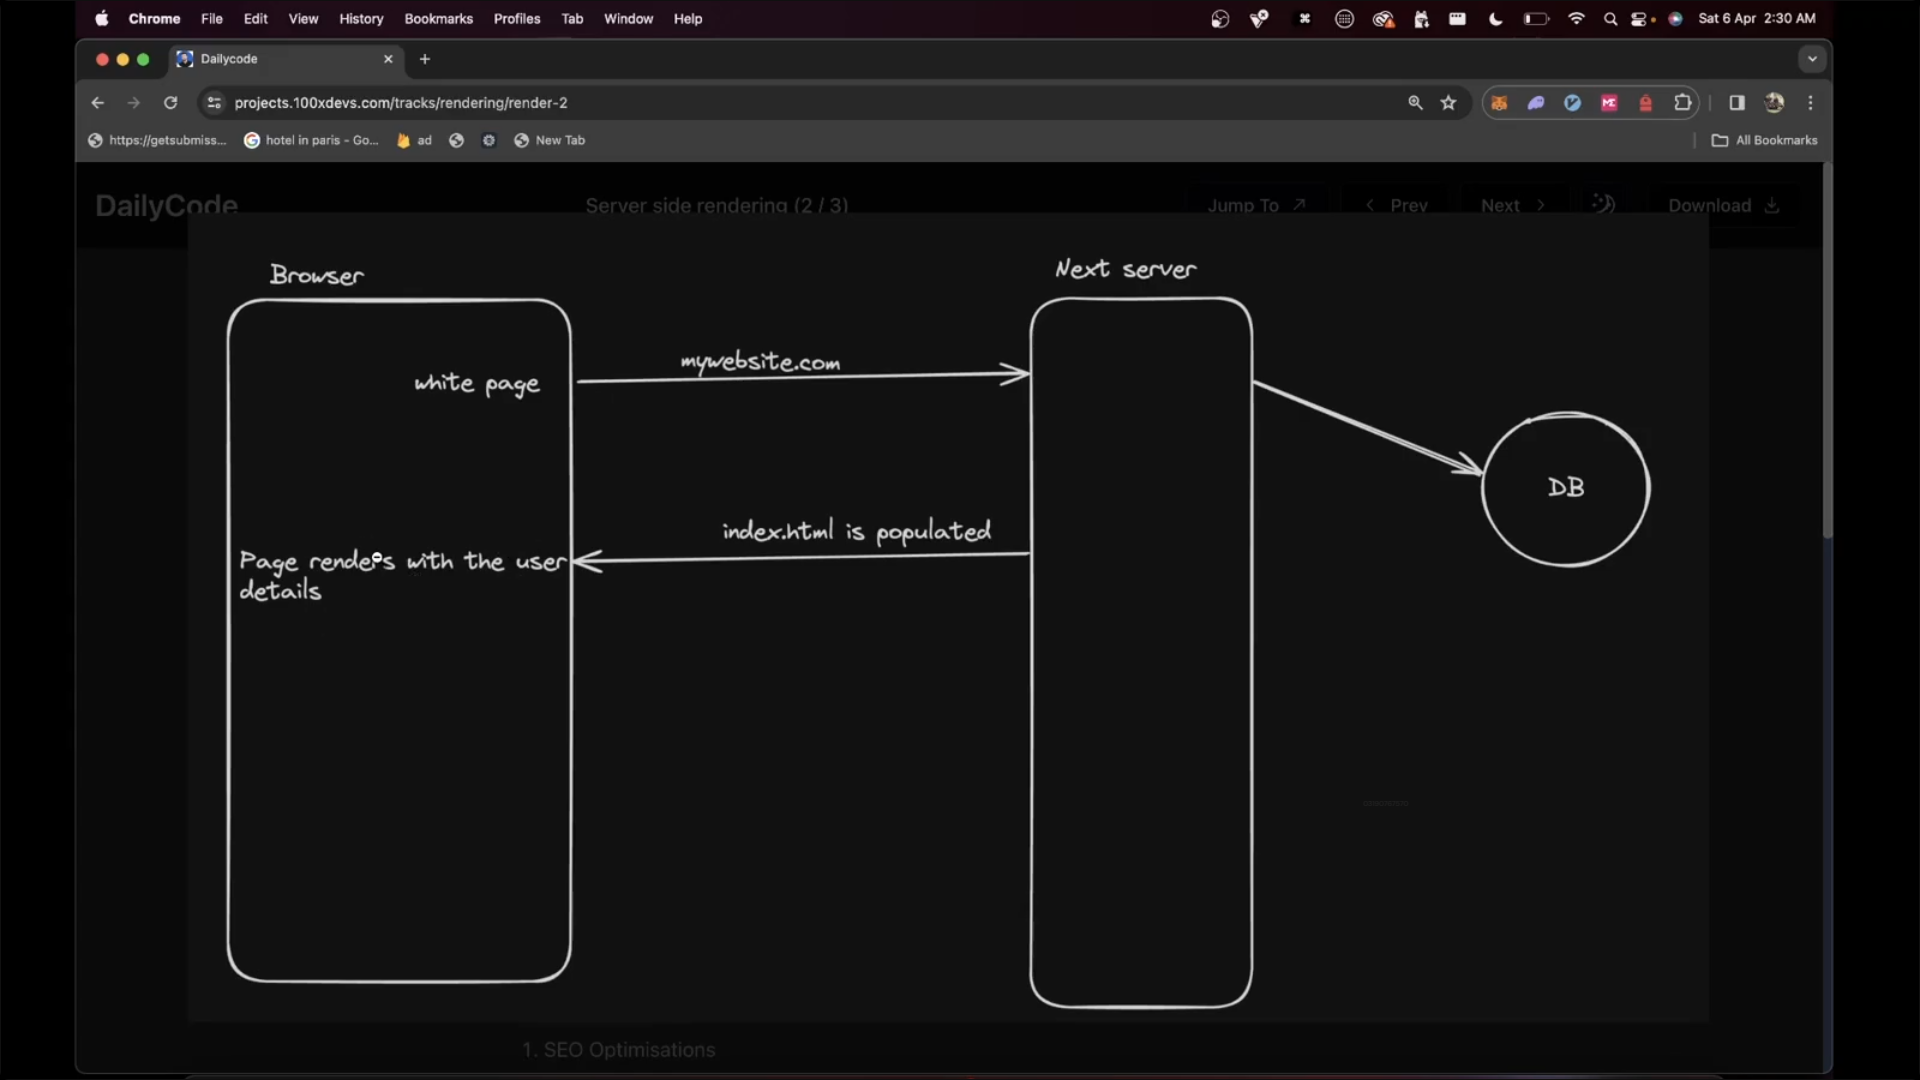 Chrome File Edit View History Bookmarks Profiles Tab Window Help Sat 6 Apr 2:30 AM
Dailycode
projects.100xdevs.com/tracks/rendering/render-2
https://getsubmiss... hotel in paris - Go... ad New Tab All Bookmarks
DailyCode Server side rendering (2 / 3) Jump To Prev Next Download
Browser
Next server
mywebsite.com
white page
DB
index.html is populated
Page renders with the user
details
1. SEO Optimisations